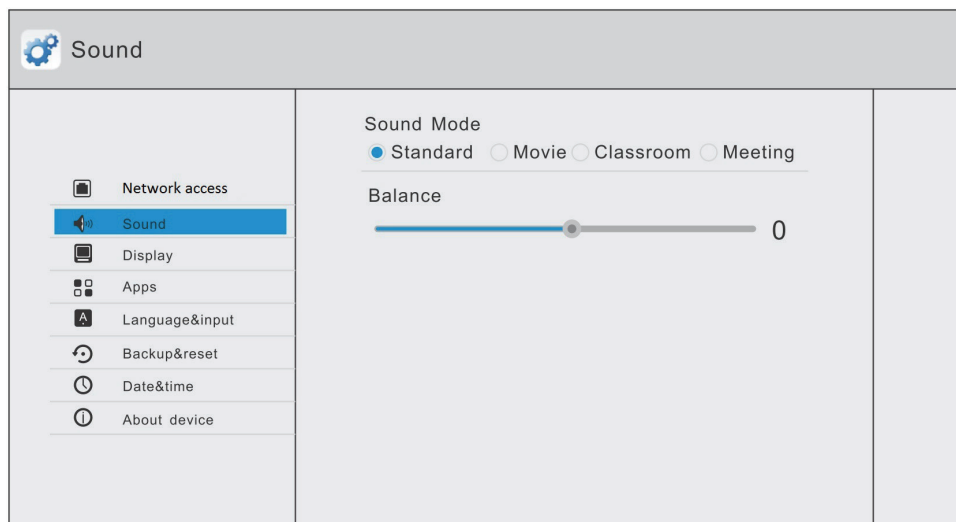 Sound
Network access
Sound
Display
Apps
Language&input
Backup&reset
Date&time
About device
Sound Mode
Standard Movie Classroom Meeting
Balance
0